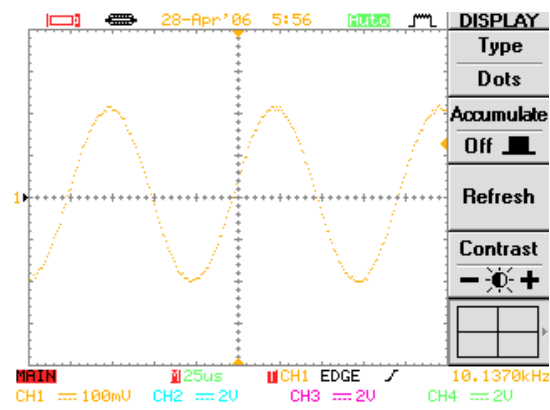 28-Apr'06 5:56 Auto
DISPLAY
Type
Dots
Accumulate
Off
Refresh
Contrast
1
MAIN 25us CH1 EDGE 10.1370kHz
CH1 100mV CH2 2V CH3 2V CH4 2V